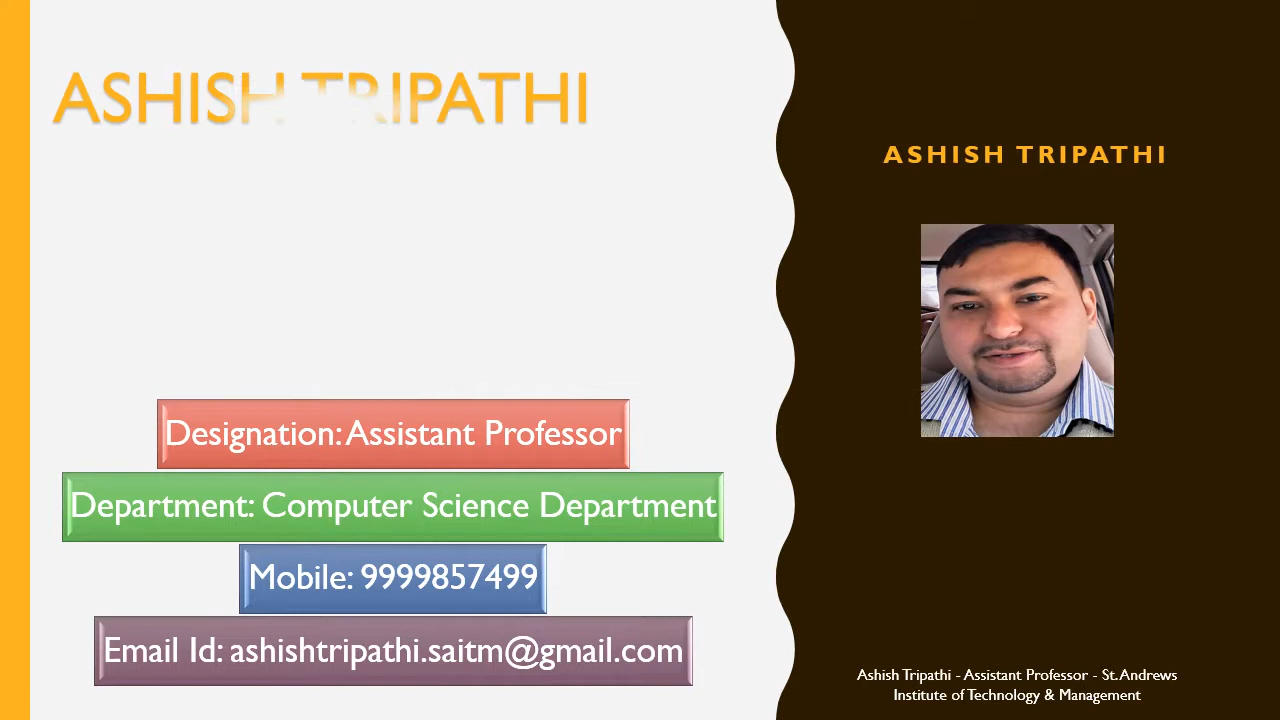 ASHISH TRIPATHI
ASHISH TRIPATHI
Designation: Assistant Professor
Department: Computer Science Department
Mobile: 9999857499
Email Id: ashishtripathi.saitm@gmail.com
Ashish Tripathi - Assistant Professor - St. Andrews
Institute of Technology & Management